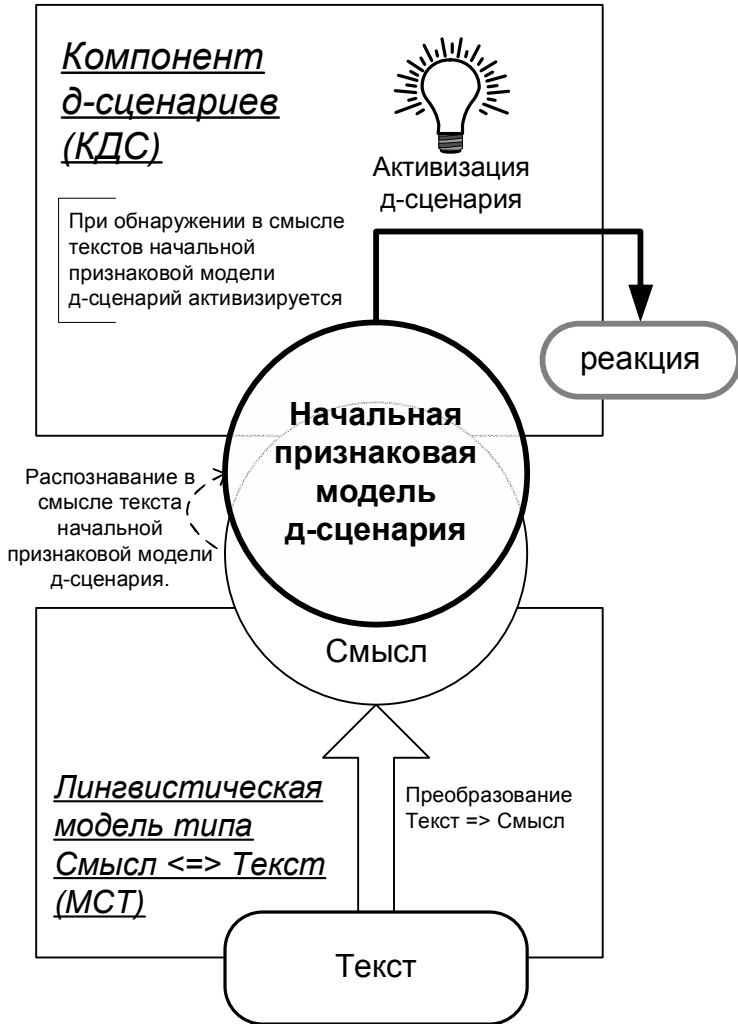 Компонент
д-сценариев
(КДС)
Активизация
д-сценария
При обнаружении в смысле
текстов начальной
признаковой модели
д-сценарий активизируется
реакция
Начальная
признаковая
модель
д-сценария
Распознавание в
смысле текста
начальной
признаковой модели
д-сценария.
Смысл
Лингвистическая
модель типа
Смысл <=> Текст
(МСТ)
Преобразование
Текст => Смысл
Текст